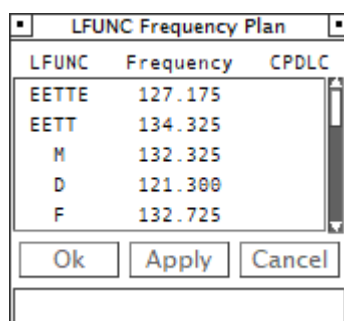 LFUNC Frequency Plan
LFUNC Frequency CPDLC
EETTE 127.175
EETT 134.325
M 132.325
D 121.300
F 132.725
Ok Apply Cancel